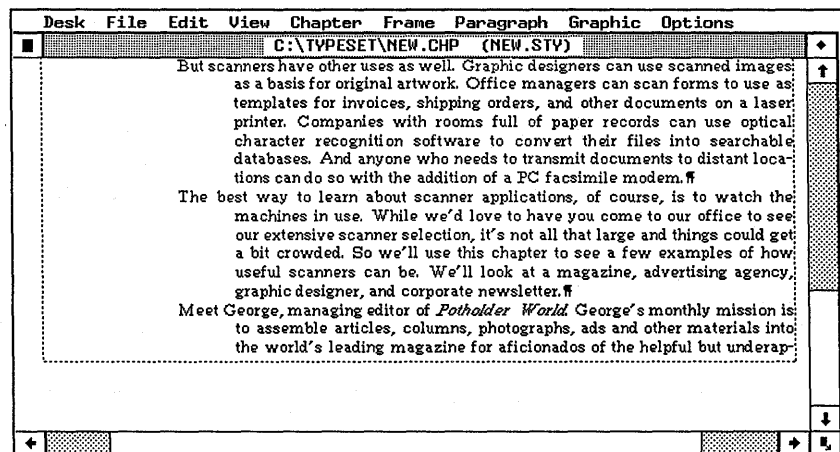 Desk File Edit View Chapter Frame Paragraph Graphic Options
C:\TYPESET\NEW.CHP (NEW.STY)
But scanners have other uses as well. Graphic designers can use scanned images
as a basis for original artwork. Office managers can scan forms to use as
templates for invoices, shipping orders, and other documents on a laser
printer. Companies with rooms full of paper records can use optical
character recognition software to convert their files into searchable
databases. And anyone who needs to transmit documents to distant loca-
tions can do so with the addition of a PC facsimile modem.¶
The best way to learn about scanner applications, of course, is to watch the
machines in use. While we'd love to have you come to our office to see
our extensive scanner selection, it's not all that large and things could get
a bit crowded. So we'll use this chapter to see a few examples of how
useful scanners can be. We'll look at a magazine, advertising agency,
graphic designer, and corporate newsletter.¶
Meet George, managing editor of Potholder World. George's monthly mission is
to assemble articles, columns, photographs, ads and other materials into
the world's leading magazine for aficionados of the helpful but underap-